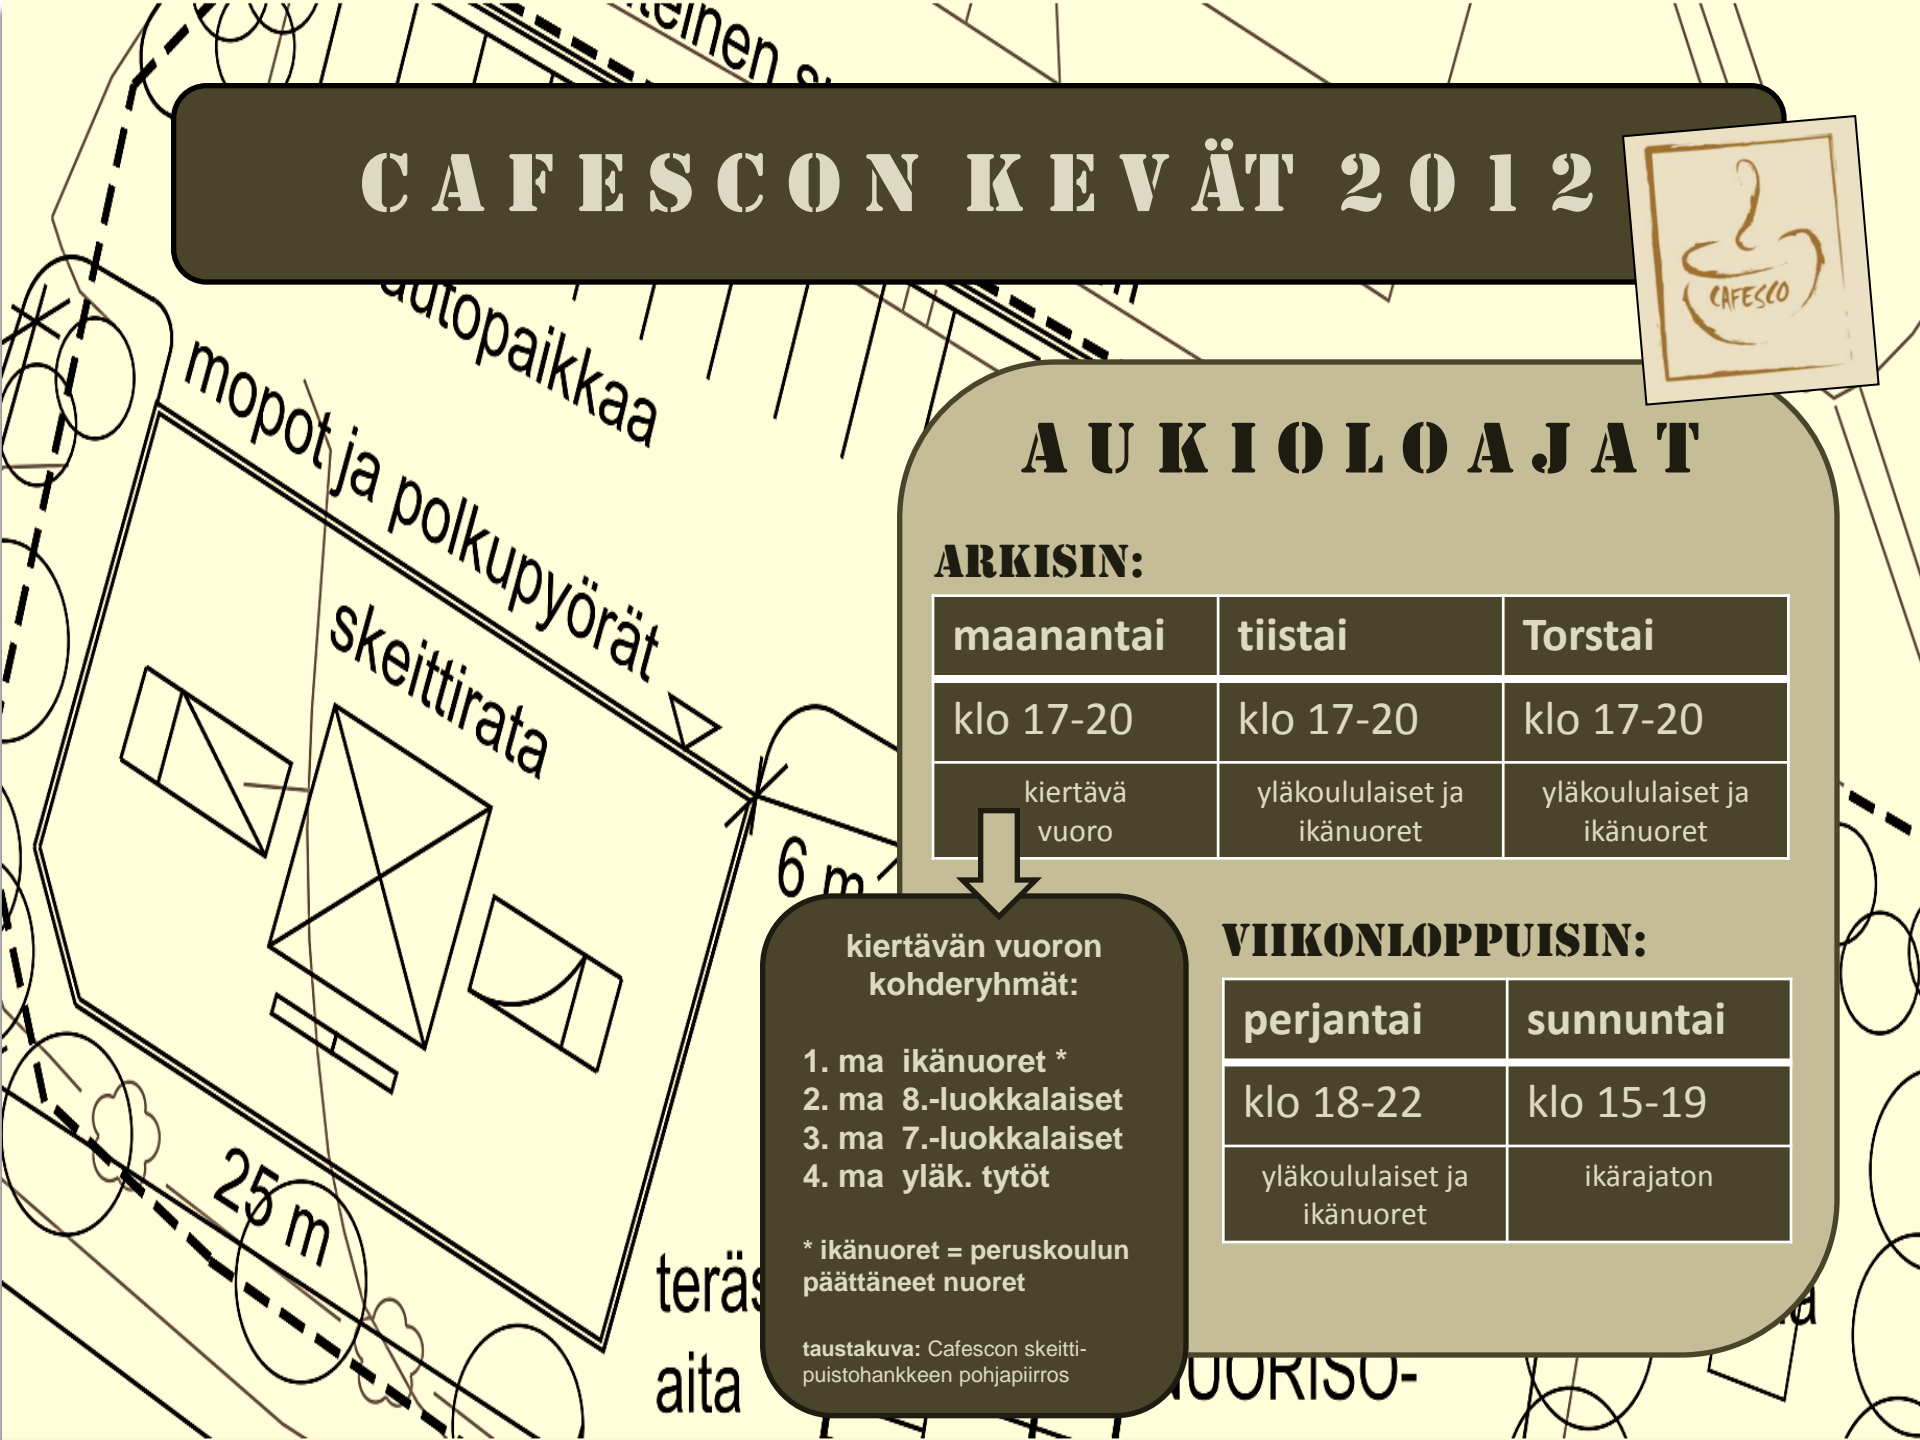 CAFESCON KEVÄT 2012
CAFESCO
autopaikkaa
mopot ja polkupyörät
skeittirata
6 m
25 m
aita
AUKIOLOAJAT
ARKISIN:
maanantai tiistai Torstai
klo 17-20 klo 17-20 klo 17-20
kiertävä yläkoululaiset ja yläkoululaiset ja
vuoro ikänuoret ikänuoret
kiertävän vuoron
kohderyhmät:
1. ma ikänuoret *
2. ma 8.-luokkalaiset
3. ma 7.-luokkalaiset
4. ma yläk. tytöt
* ikänuoret = peruskoulun
päättäneet nuoret
taustakuva: Cafescon skeitti-
puistohankkeen pohjapiirros
VIIKONLOPPUISIN:
perjantai sunnuntai
klo 18-22 klo 15-19
yläkoululaiset ja ikärajaton
ikänuoret